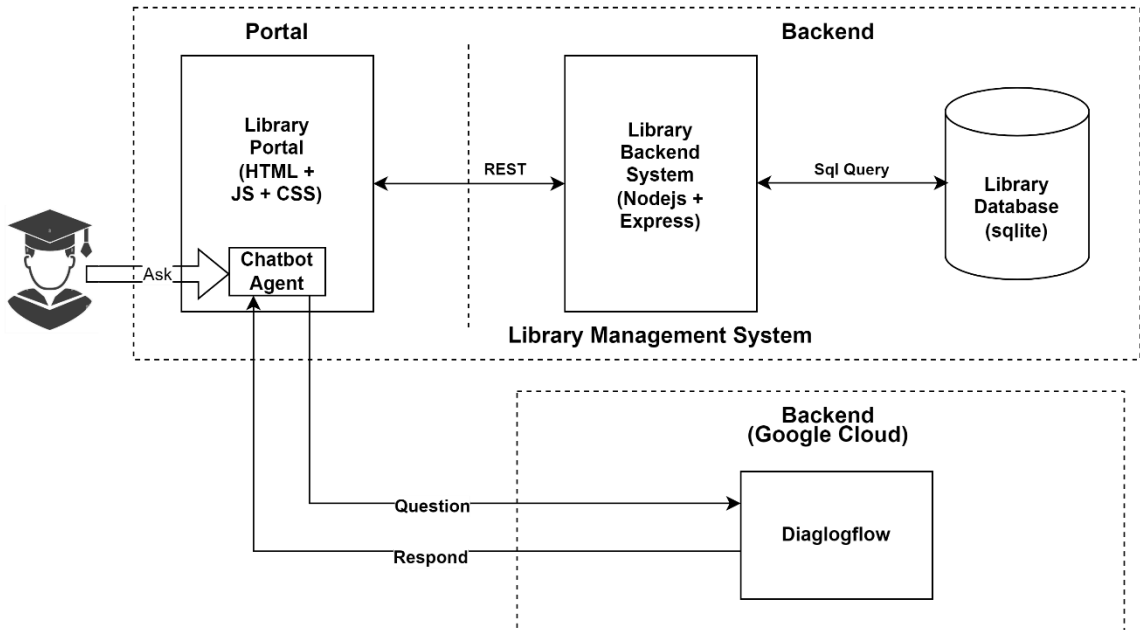 Portal
Backend
Library
Portal
(HTML +
JS + CSS)
REST
Library
Backend
System
(Nodejs +
Express)
Sql Query
Library
Database
(sqlite)
Ask
Chatbot
Agent
Library Management System
Backend
(Google Cloud)
Question
Respond
Diaglogflow